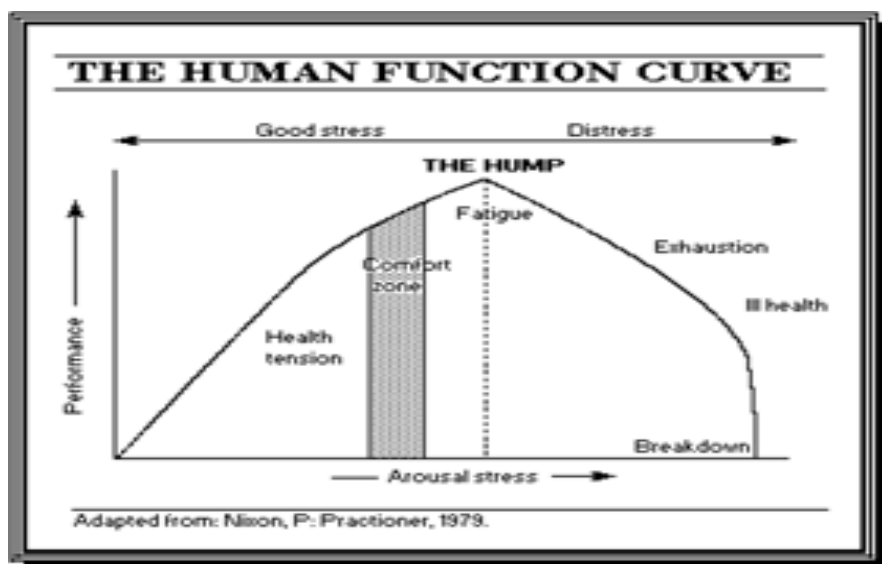 THE HUMAN FUNCTION CURVE
Good stress
Distress
THE HUMP
Fatigue
Comfort
zone
Exhaustion
Ill health
Health
tension
Performance
Breakdown
Arousal stress
Adapted from: Nixon, P: Practioner, 1979.